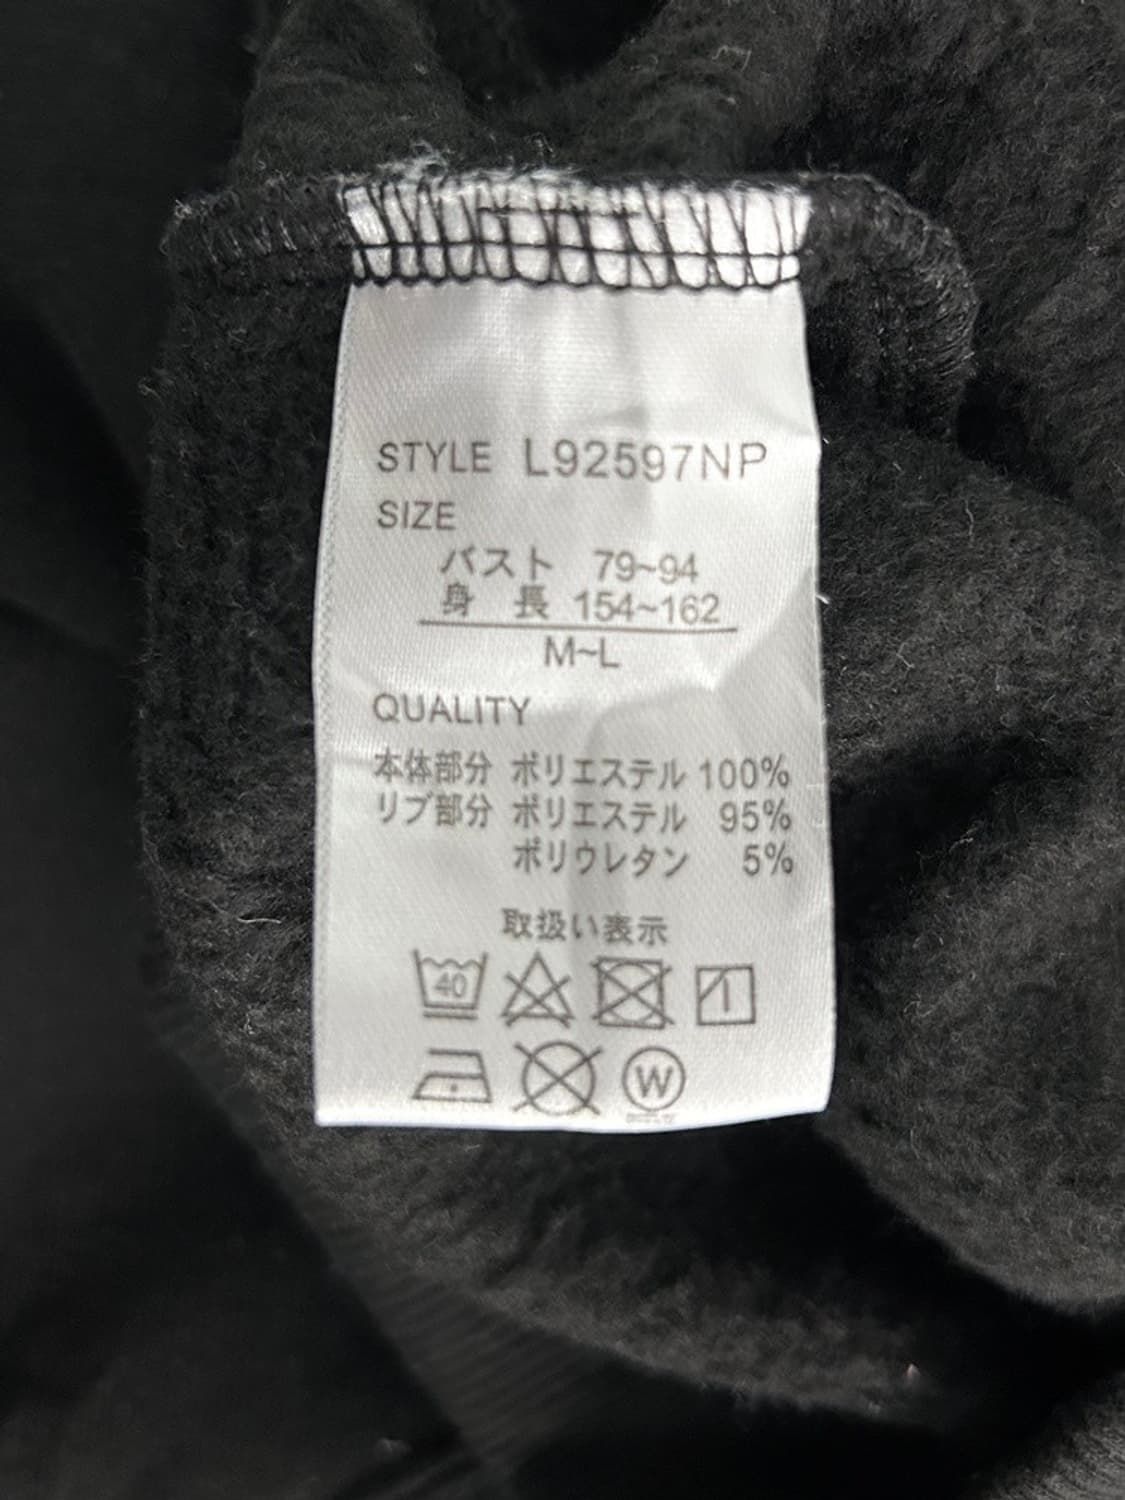 STYLE L92597NP
SIZE
バスト 79~94
身 長 154~162
M~L
QUALITY
本体部分 ポリエステル 100%
リブ部分 ポリエステル 95%
ポリウレタン 5%
取扱い表示
40
W